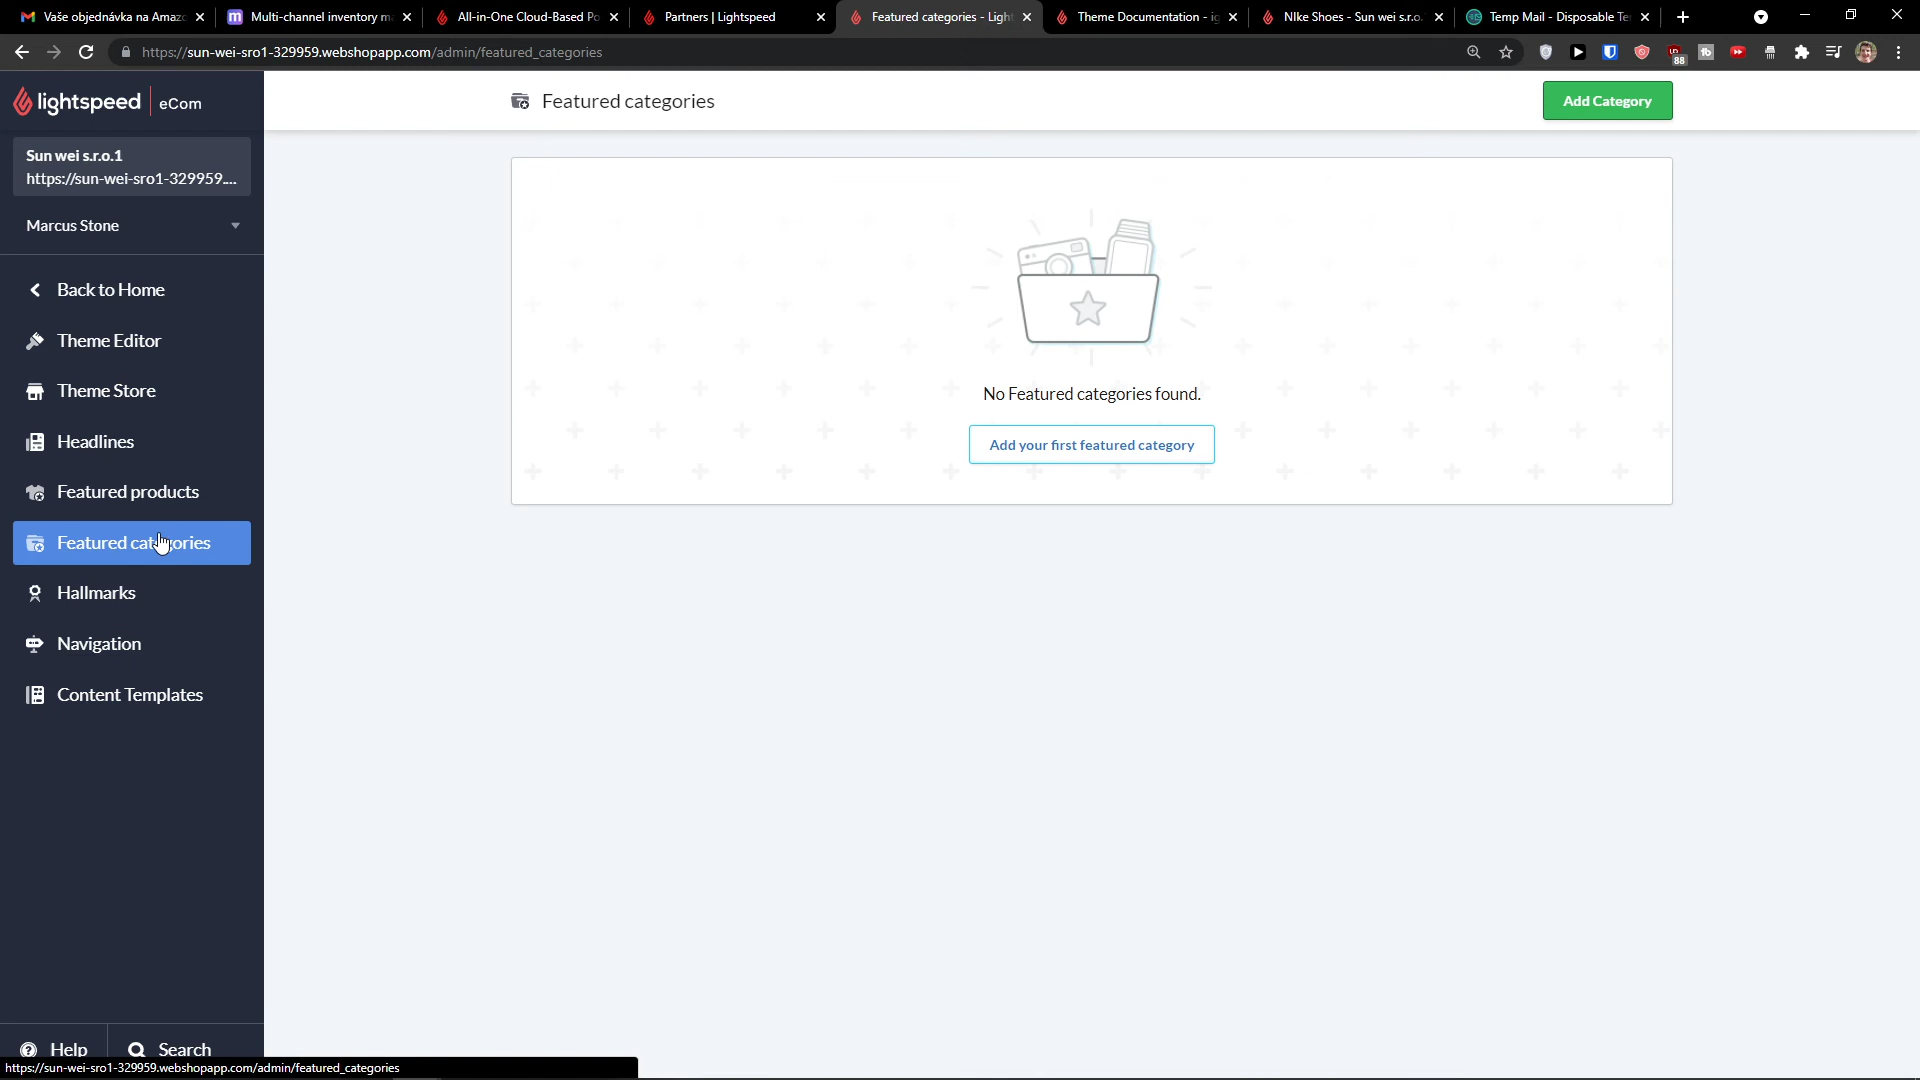 Vaše objednávka na Amaz
Multi-channel inventory m
All-in-One Cloud-Based Po
Partners | Lightspeed
Featured categories - Ligh
Theme Documentation - ig
NIke Shoes - Sun wei s.r.o.
Temp Mail - Disposable Te
https://sun-wei-sro1-329959.webshopapp.com/admin/featured_categories
88
lightspeed eCom
Featured categories
Add Category
Sun wei s.r.o.1
https://sun-wei-sro1-329959....
Marcus Stone
Back to Home
Theme Editor
Theme Store
Headlines
Featured products
Featured categories
Hallmarks
Navigation
Content Templates
No Featured categories found.
Add your first featured category
Help
Search
https://sun-wei-sro1-329959.webshopapp.com/admin/featured_categories